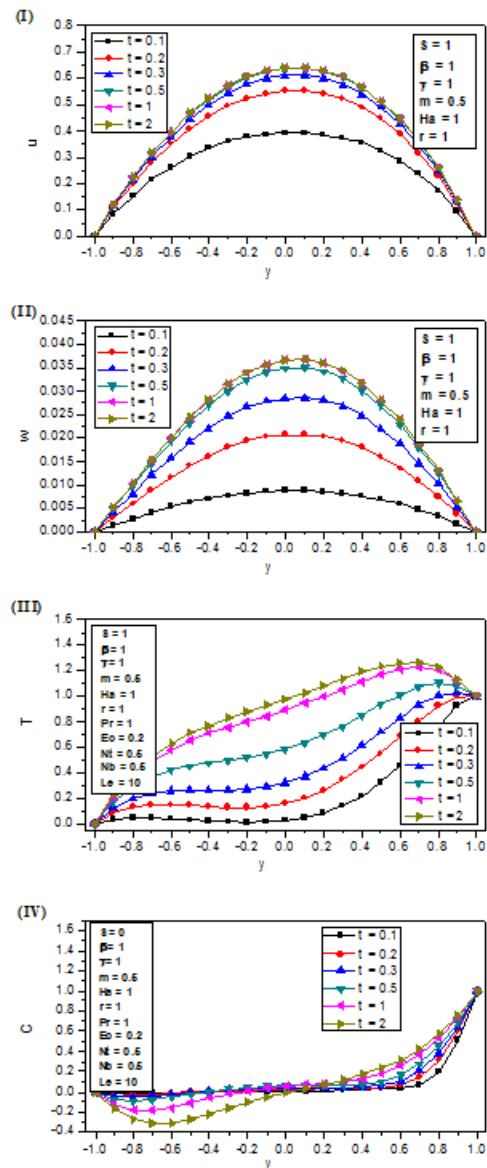 (I)
0.8
0.7
0.6
0.5
0.4
0.3
0.2
0.1
0.0
u
t = 0.1
t = 0.2
t = 0.3
t = 0.5
t = 1
t = 2
S = 1
β = 1
γ = 1
m = 0.5
Ha = 1
r = 1
-1.0 -0.8 -0.6 -0.4 -0.2 0.0 0.2 0.4 0.6 0.8 1.0
y
(II)
0.045
0.040
0.035
0.030
0.025
0.020
0.015
0.010
0.005
0.000
w
t = 0.1
t = 0.2
t = 0.3
t = 0.5
t = 1
t = 2
S = 1
β = 1
γ = 1
m = 0.5
Ha = 1
r = 1
-1.0 -0.8 -0.6 -0.4 -0.2 0.0 0.2 0.4 0.6 0.8 1.0
y
(III)
1.6
1.4
1.2
1.0
0.8
0.6
0.4
0.2
0.0
T
S = 1
β = 1
γ = 1
m = 0.5
Ha = 1
r = 1
Pr = 1
Eo = 0.2
Nt = 0.5
Nb = 0.5
Le = 10
t = 0.1
t = 0.2
t = 0.3
t = 0.5
t = 1
t = 2
-1.0 -0.8 -0.6 -0.4 -0.2 0.0 0.2 0.4 0.6 0.8 1.0
y
(IV)
1.6
1.4
1.2
1.0
0.8
0.6
0.4
0.2
0.0
-0.2
-0.4
C
S = 0
β = 1
γ = 1
m = 0.5
Ha = 1
r = 1
Pr = 1
Eo = 0.2
Nt = 0.5
Nb = 0.5
Le = 10
t = 0.1
t = 0.2
t = 0.3
t = 0.5
t = 1
t = 2
-1.0 -0.8 -0.6 -0.4 -0.2 0.0 0.2 0.4 0.6 0.8 1.0
y